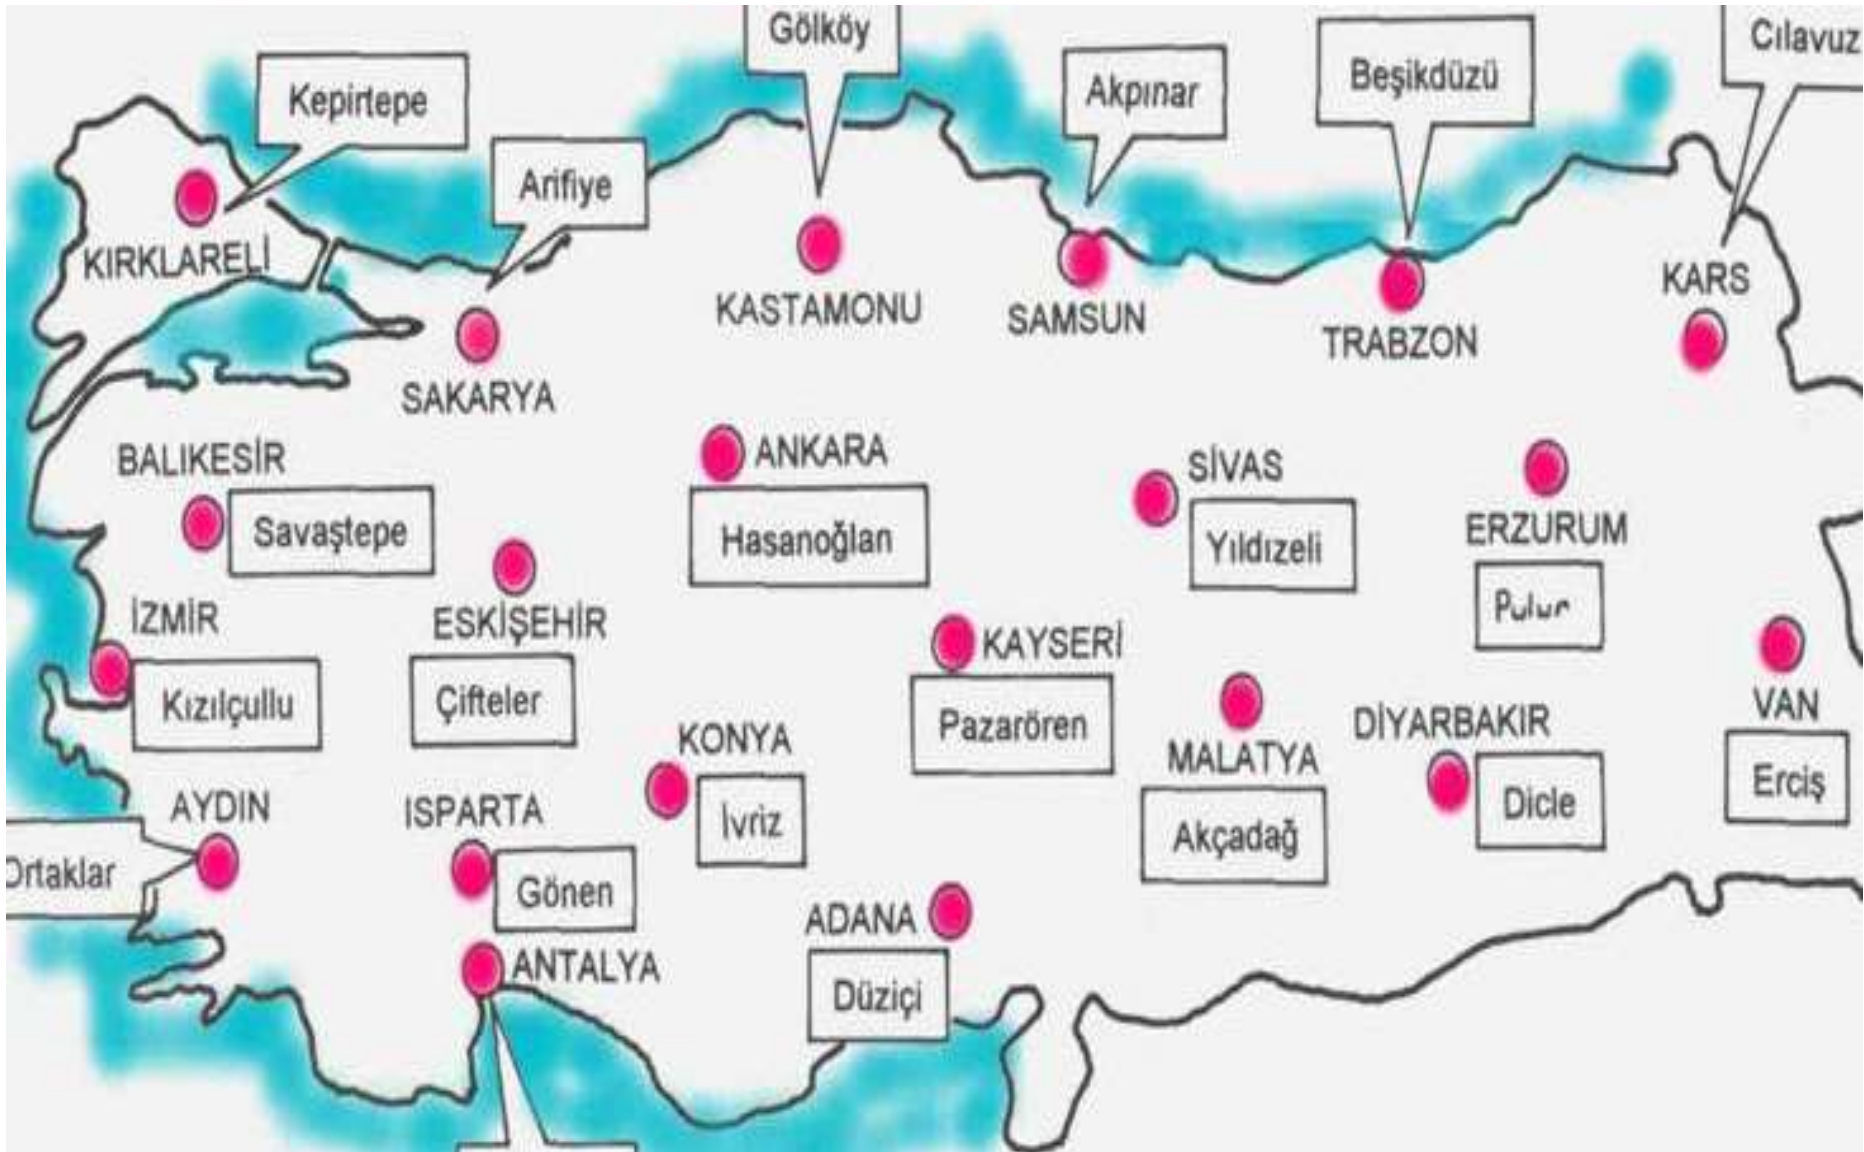 Gölköy
Cılavuz
Kepirtepe
Akpınar
Beşikdüzü
Arifiye
KIRKLARELİ
KASTAMONU
SAMSUN
TRABZON
KARS
SAKARYA
BALIKESİR
Savaştepe
ANKARA
Hasanoğlan
SİVAS
Yıldızeli
ERZURUM
İZMİR
Kızılçullu
ESKİŞEHİR
Çifteler
KAYSERİ
Pazarören
KONYA
İvriz
MALATYA
Akçadağ
DİYARBAKIR
Dicle
VAN
Erciş
AYDIN
Ortaklar
ISPARTA
Gönen
ANTALYA
ADANA
Düziçi